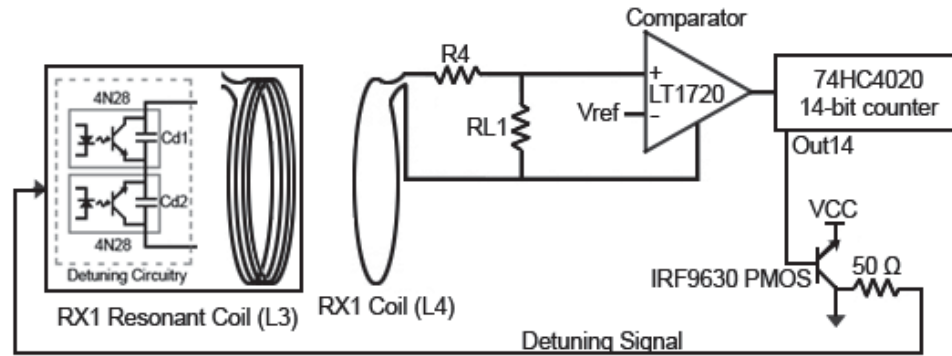 Comparator
R4
+
LT1720
Vref
−
RL1
74HC4020
14-bit counter
Out14
4N28
Cd1
Cd2
4N28
Detuning Circuitry
RX1 Resonant Coil (L3)
RX1 Coil (L4)
VCC
IRF9630 PMOS
50 Ω
Detuning Signal